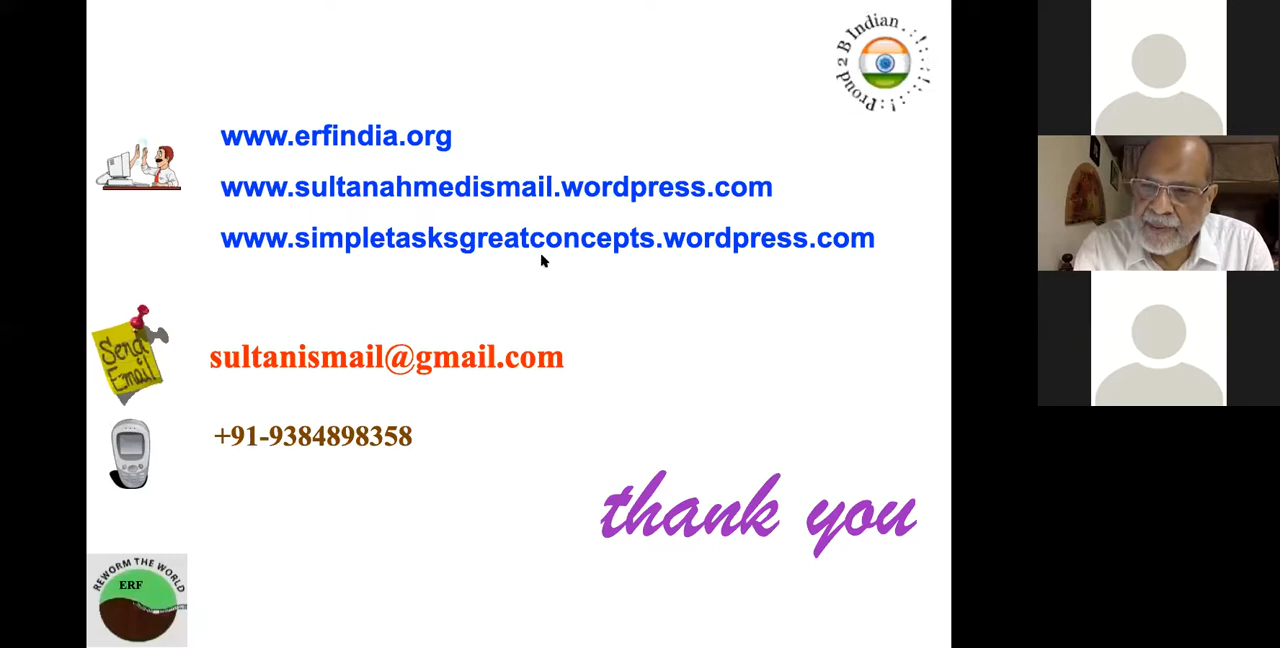 Proud 2 B Indian
www.erfindia.org
www.sultanahmedismail.wordpress.com
www.simpletasksgreatconcepts.wordpress.com
Send
Email
sultanismail@gmail.com
+91-9384898358
thank you
REWORM THE WORLD
ERF